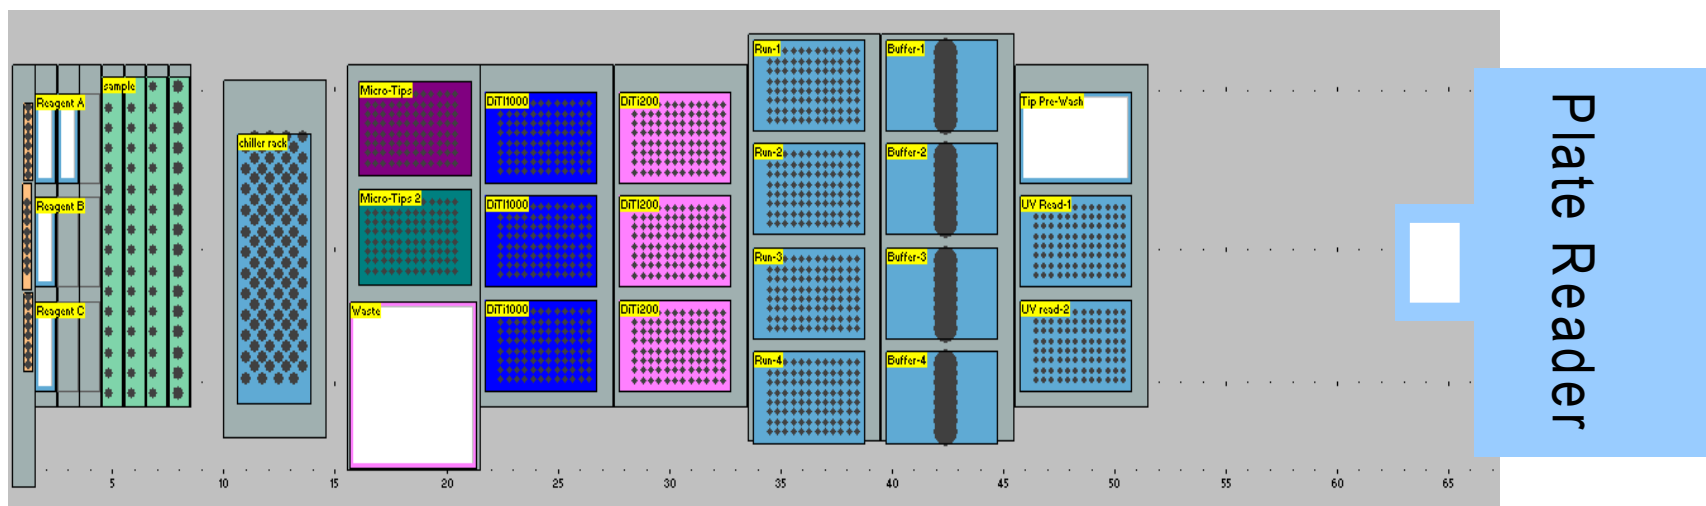 sample
Reagent A
Reagent B
Reagent C
chiller rack
Micro-Tips
Micro-Tips 2
Waste
DiTi1000
DiTi1000
DiTi1000
DiTi200
DiTi200
DiTi200
Run-1
Run-2
Run-3
Run-4
Buffer-1
Buffer-2
Buffer-3
Buffer-4
Tip Pre-Wash
UV Read-1
UV read-2
Plate Reader
5 10 15 20 25 30 35 40 45 50 55 60 65